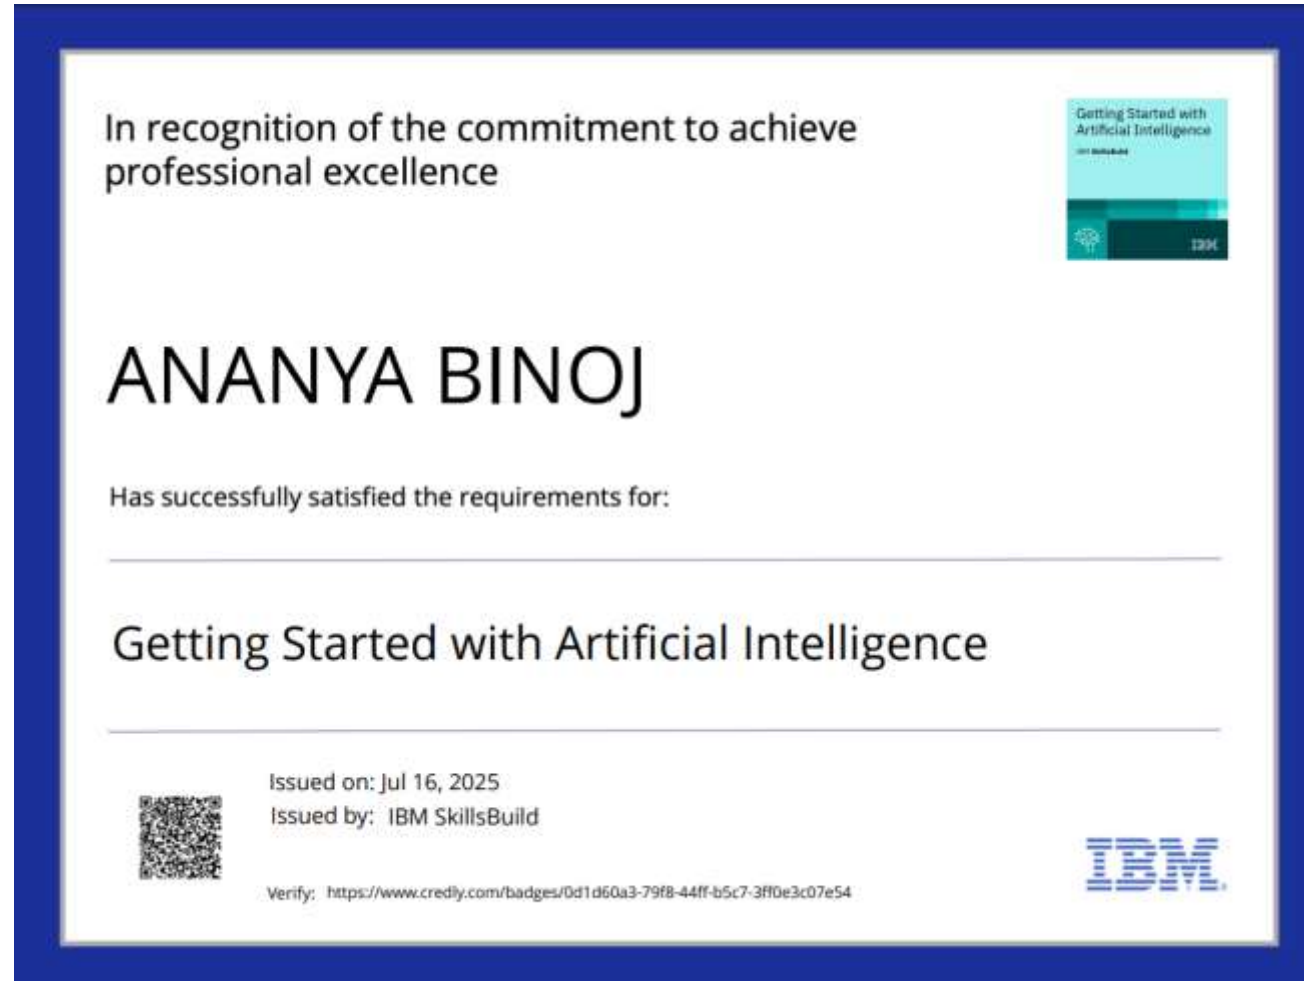 In recognition of the commitment to achieve
professional excellence
Getting Started with
Artificial Intelligence
IBM SkillsBuild
IBM
ANANYA BINOJ
Has successfully satisfied the requirements for:
Getting Started with Artificial Intelligence
Issued on: Jul 16, 2025
Issued by: IBM SkillsBuild
Verify: https://www.credly.com/badges/0d1d60a3-79f8-44ff-b5c7-3ff0e3c07e54
IBM.